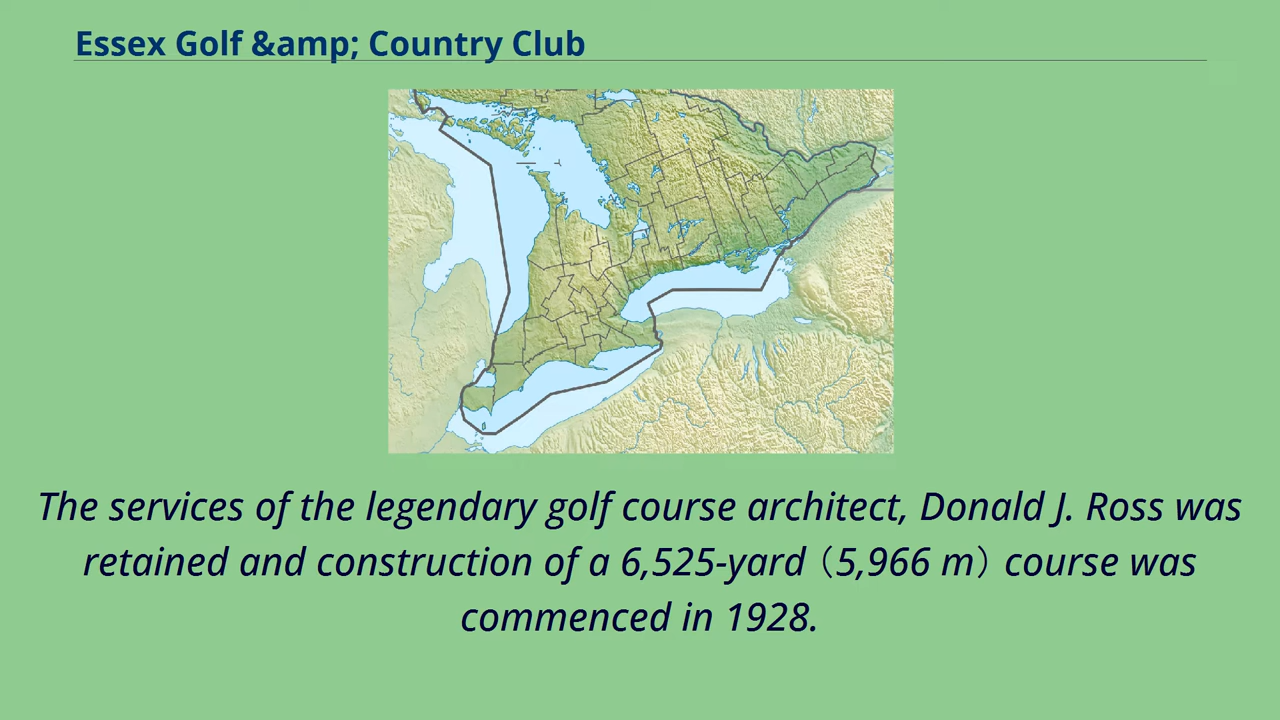 Essex Golf &amp; Country Club
The services of the legendary golf course architect, Donald J. Ross was
retained and construction of a 6,525-yard（5,966 m）course was
commenced in 1928.